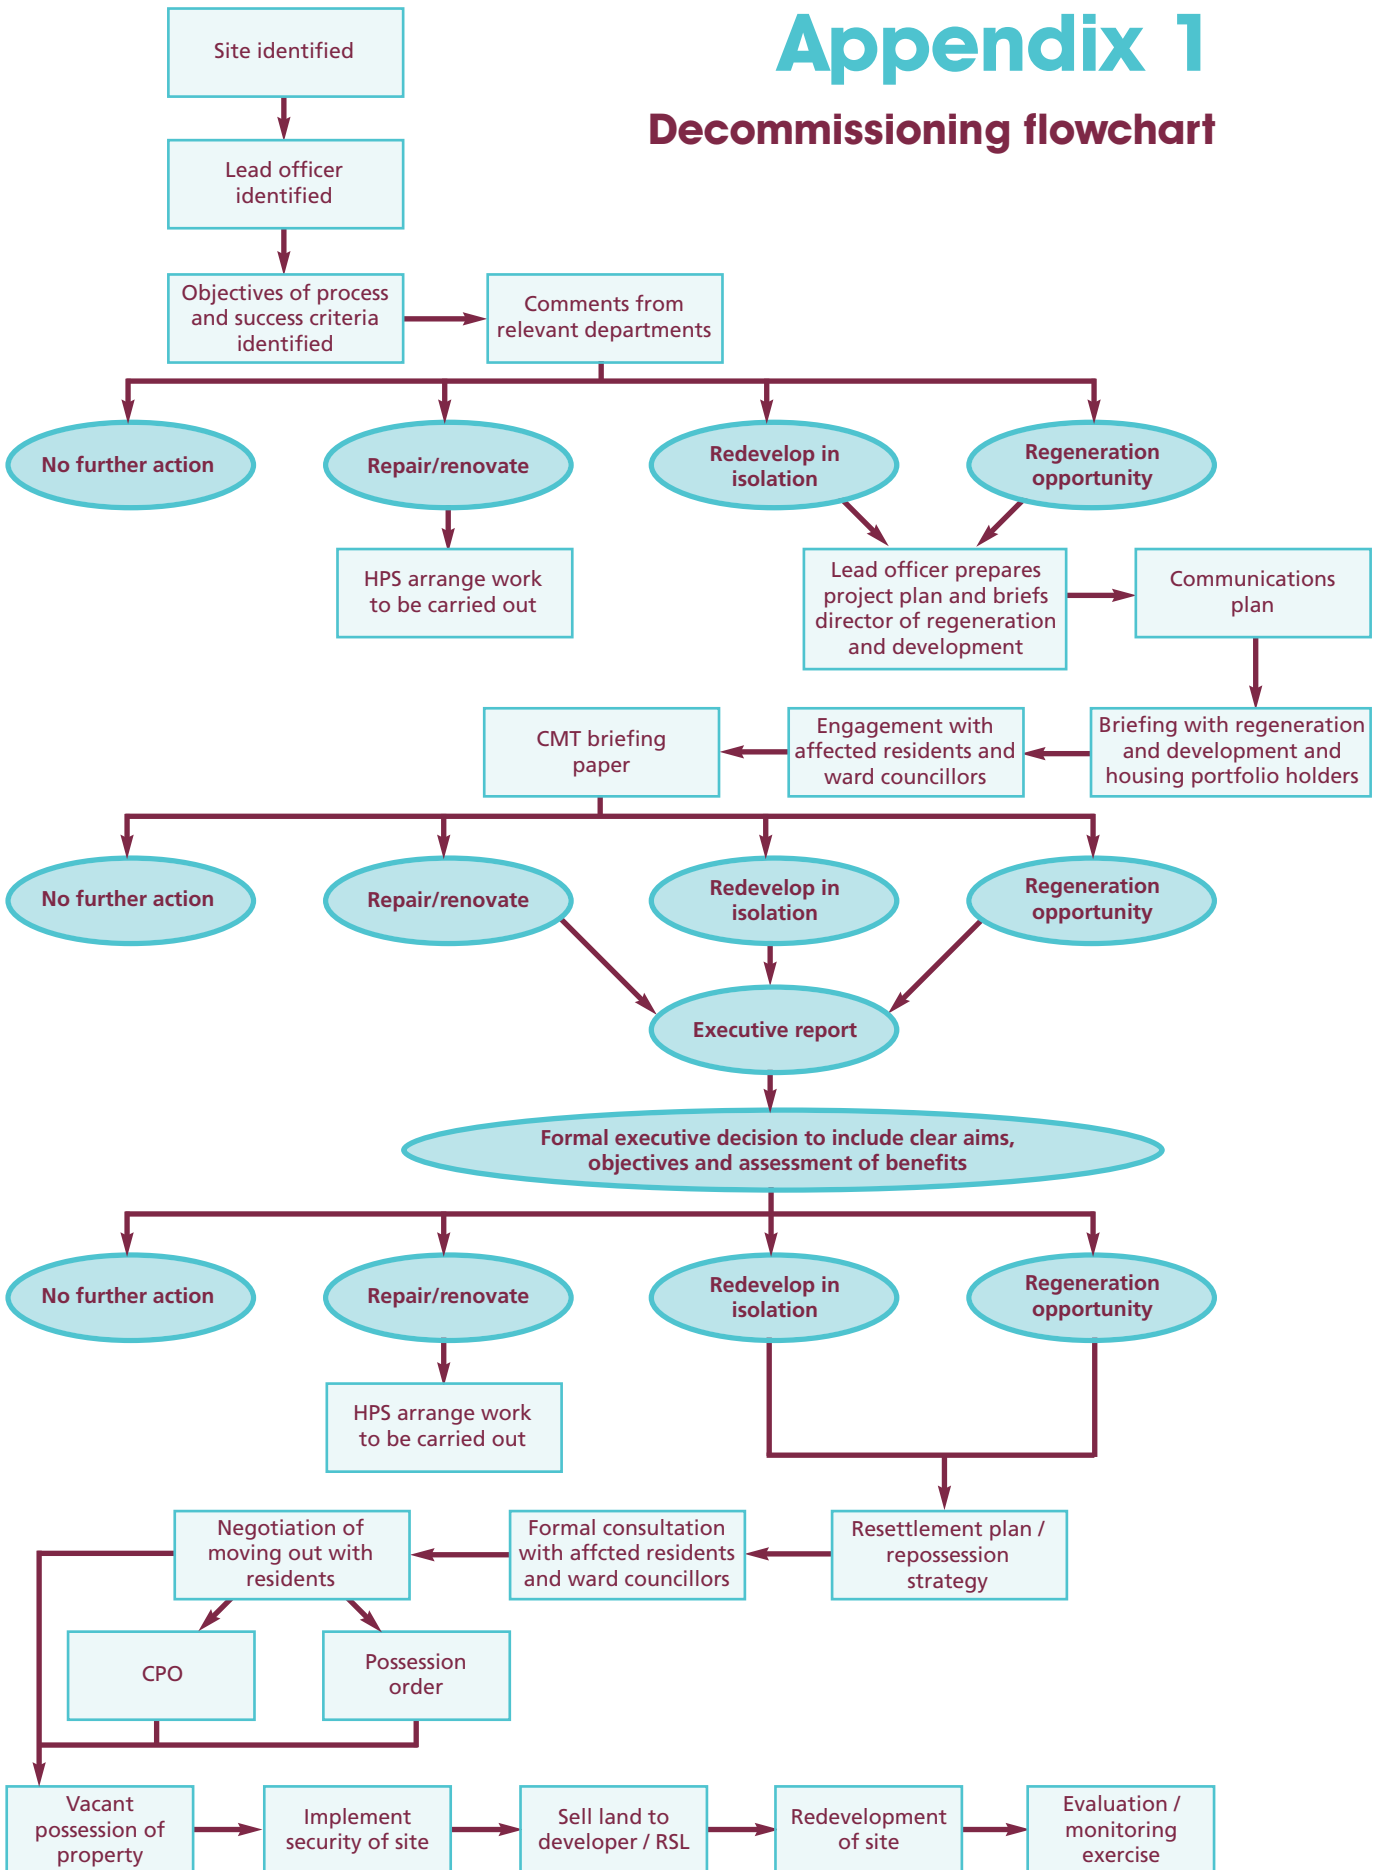 Appendix 1
Decommissioning flowchart
Site identified
Lead officer
identified
Objectives of process
and success criteria
identified
Comments from
relevant departments
No further action
Repair/renovate
Redevelop in
isolation
Regeneration
opportunity
HPS arrange work
to be carried out
Lead officer prepares
project plan and briefs
director of regeneration
and development
Communications
plan
Briefing with regeneration
and development and
housing portfolio holders
Engagement with
affected residents and
ward councillors
CMT briefing
paper
No further action
Repair/renovate
Redevelop in
isolation
Regeneration
opportunity
Executive report
Formal executive decision to include clear aims,
objectives and assessment of benefits
No further action
Repair/renovate
Redevelop in
isolation
Regeneration
opportunity
HPS arrange work
to be carried out
Resettlement plan /
repossession
strategy
Formal consultation
with affcted residents
and ward councillors
Negotiation of
moving out with
residents
CPO
Possession
order
Vacant
possession of
property
Implement
security of site
Sell land to
developer / RSL
Redevelopment
of site
Evaluation /
monitoring
exercise